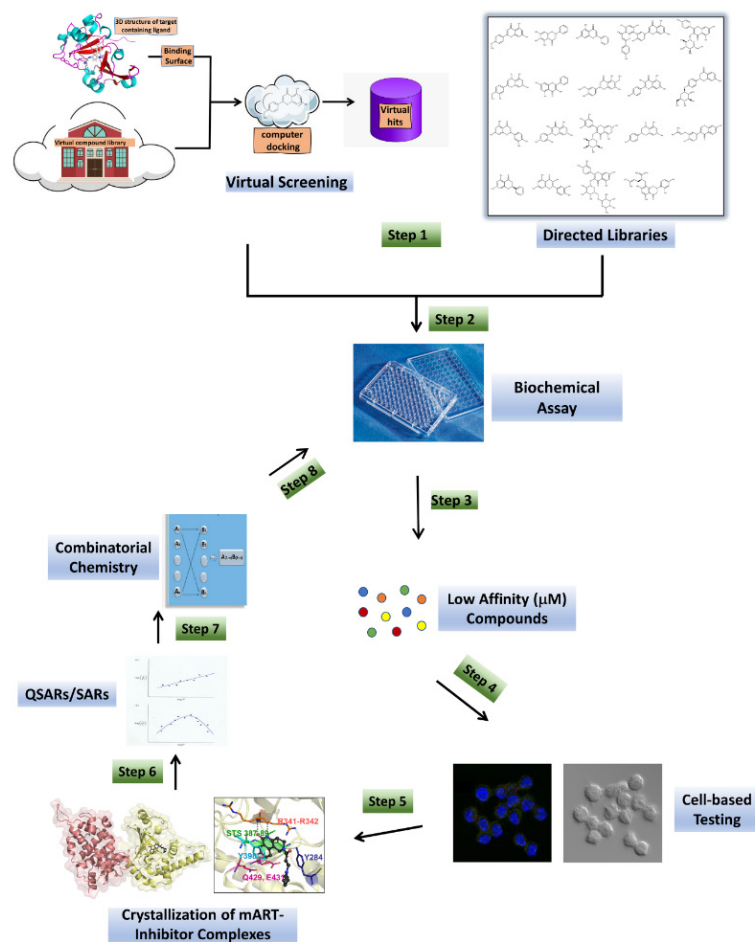 3D structure of target
containing ligand
Binding
Surface
Virtual compound library
computer
docking
Virtual
hits
Virtual Screening
Step 1
Directed Libraries
Step 2
Biochemical
Assay
Step 8
Step 3
Combinatorial
Chemistry
Low Affinity (μM)
Compounds
Step 7
Step 4
QSARs/SARs
Step 6
Step 5
Cell-based
Testing
R341-R342
STS 387-89
Y398
Y284
Q429, E431
Crystallization of mART-
Inhibitor Complexes